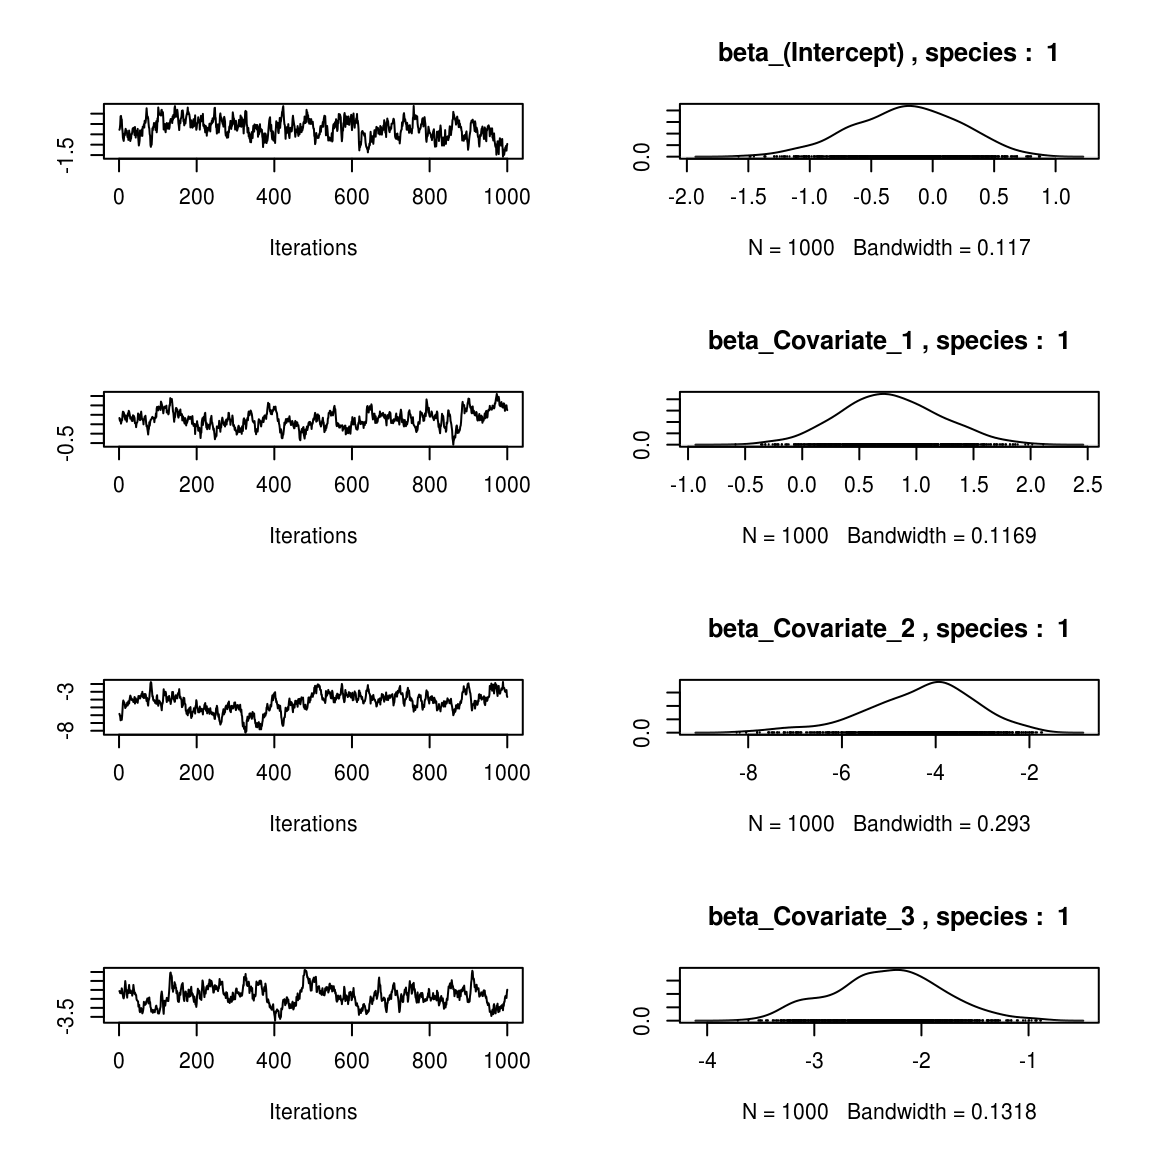 beta_(Intercept) , species :  1
-1.5
0 200 400 600 800 1000
Iterations
0.0
-2.0 -1.5 -1.0 -0.5 0.0 0.5 1.0
N = 1000   Bandwidth = 0.117
beta_Covariate_1 , species :  1
-0.5
0 200 400 600 800 1000
Iterations
0.0
-1.0 -0.5 0.0 0.5 1.0 1.5 2.0 2.5
N = 1000   Bandwidth = 0.1169
beta_Covariate_2 , species :  1
-3
-8
0 200 400 600 800 1000
Iterations
0.0
-8 -6 -4 -2
N = 1000   Bandwidth = 0.293
beta_Covariate_3 , species :  1
-3.5
0 200 400 600 800 1000
Iterations
0.0
-4 -3 -2 -1
N = 1000   Bandwidth = 0.1318